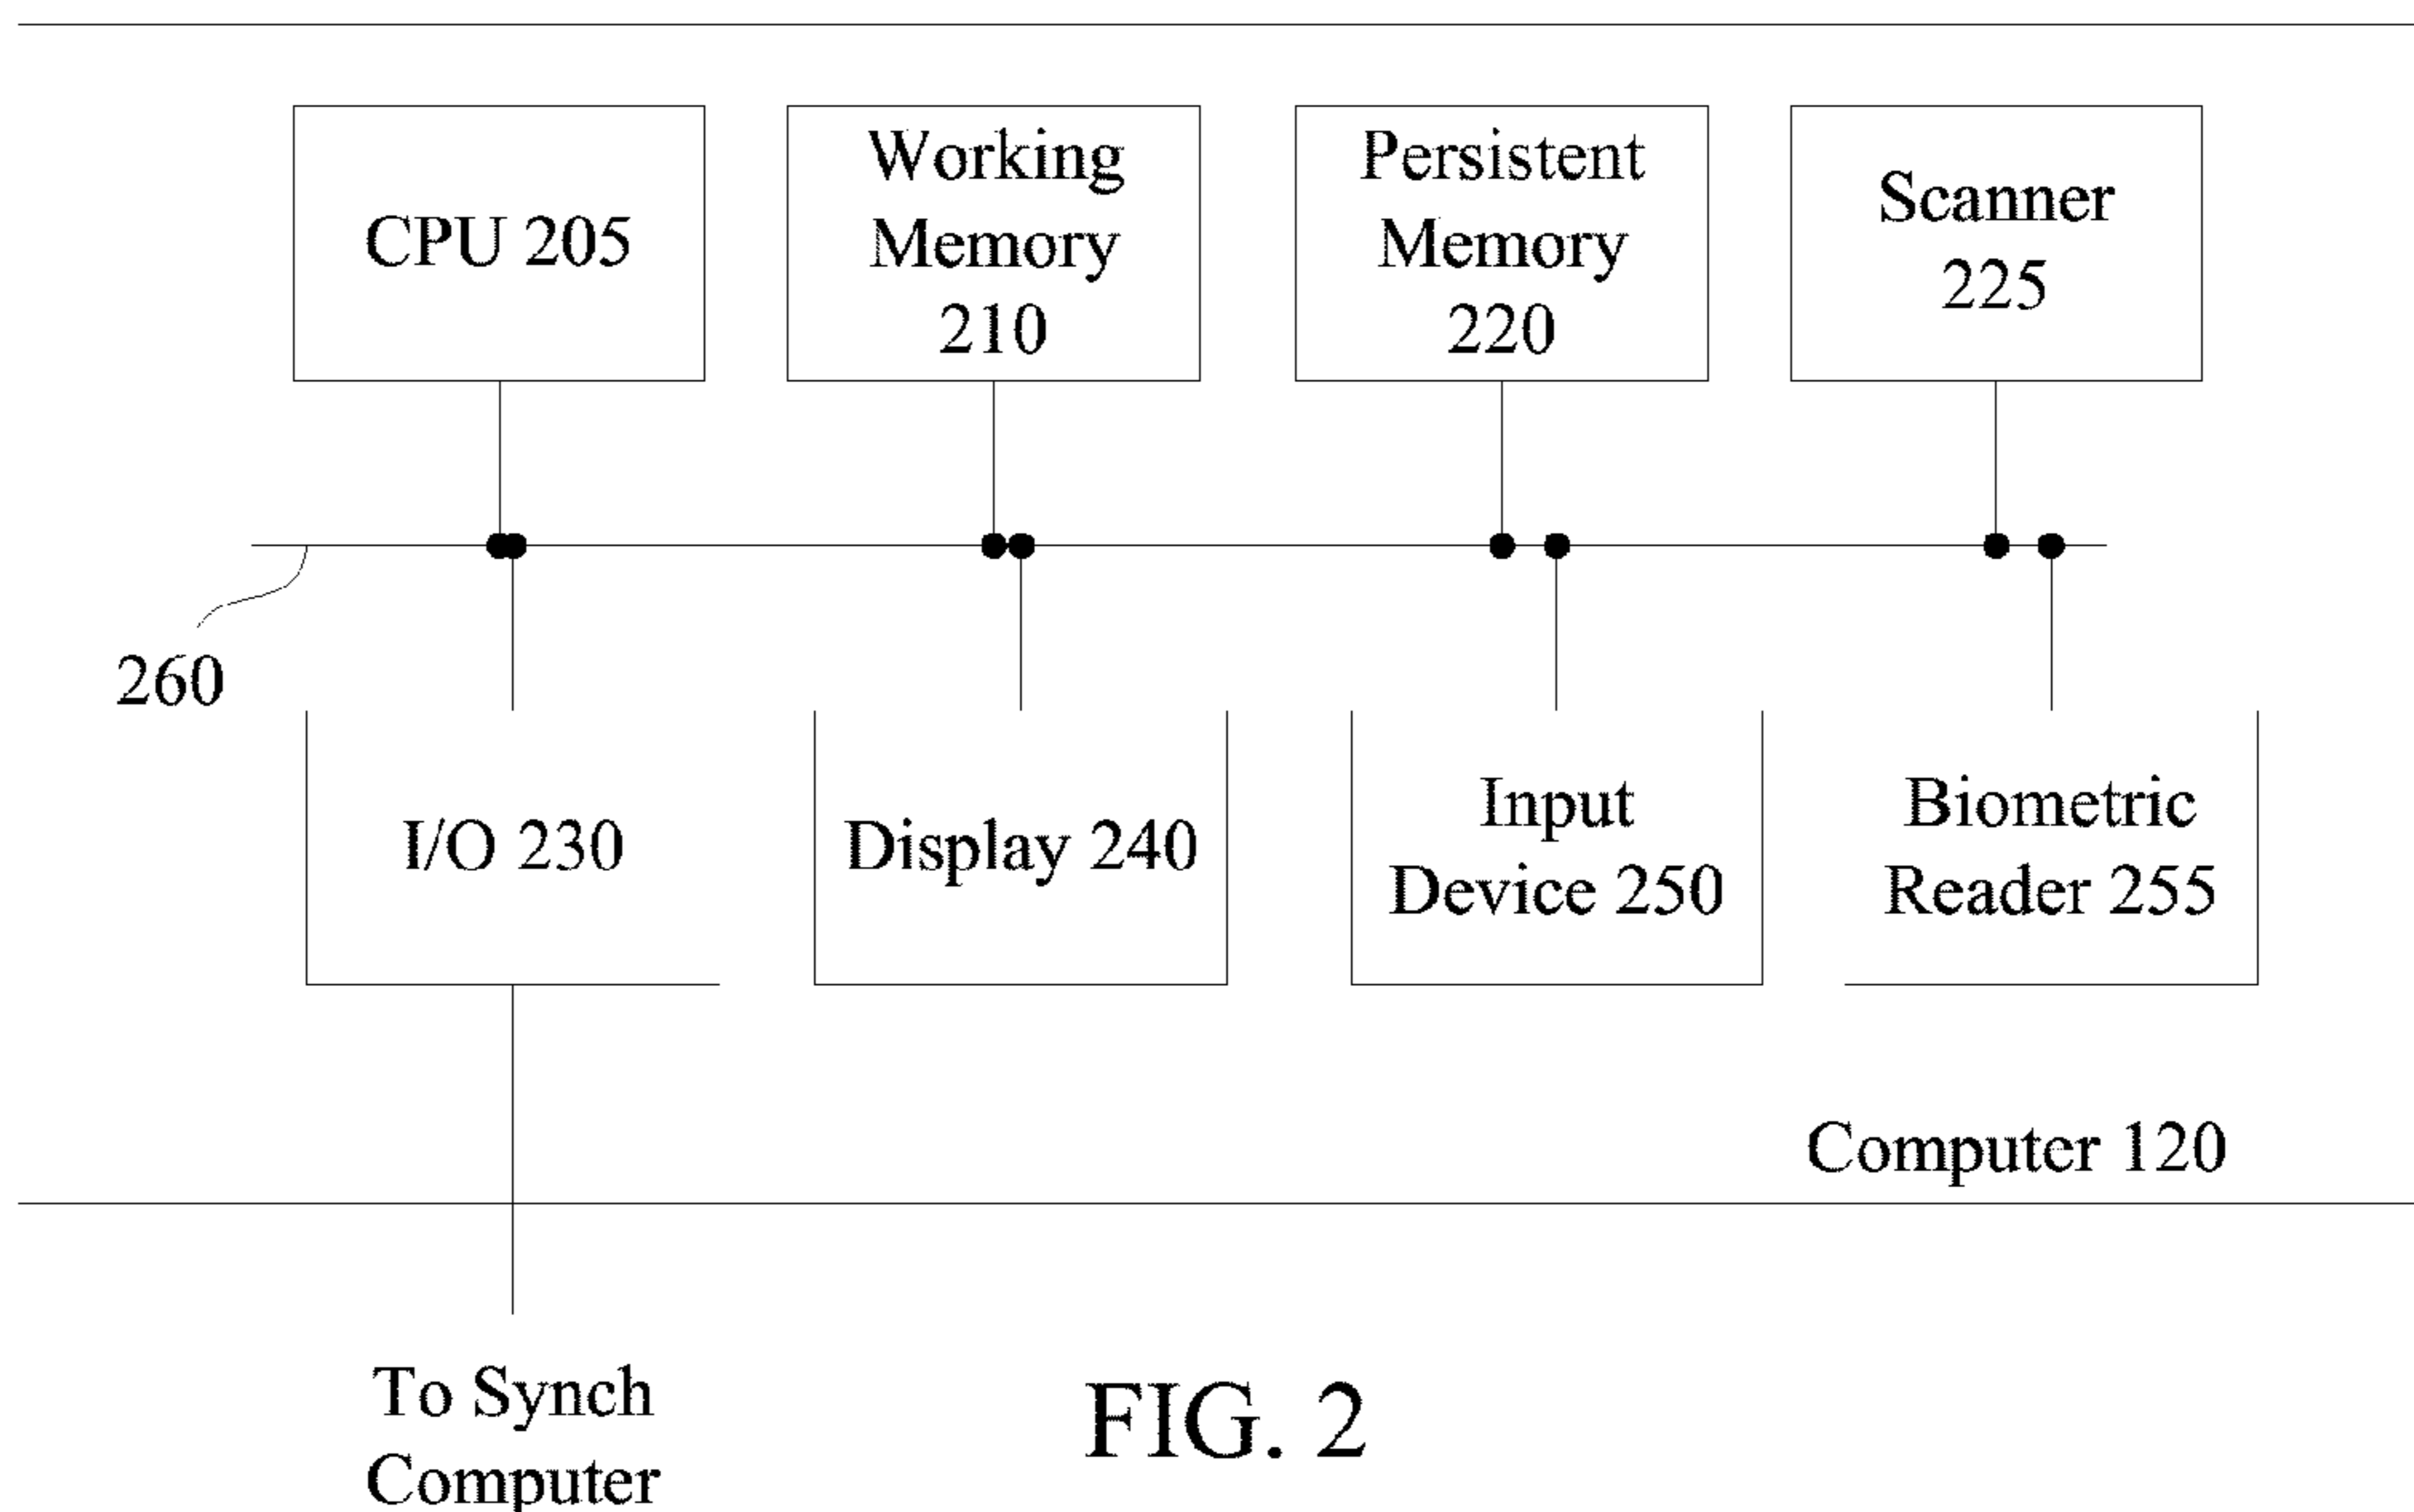 CPU 205
Working
Memory
210
Persistent
Memory
220
Scanner
225
260
I/O 230
Display 240
Input
Device 250
Biometric
Reader 255
Computer 120
To Synch
Computer
FIG. 2